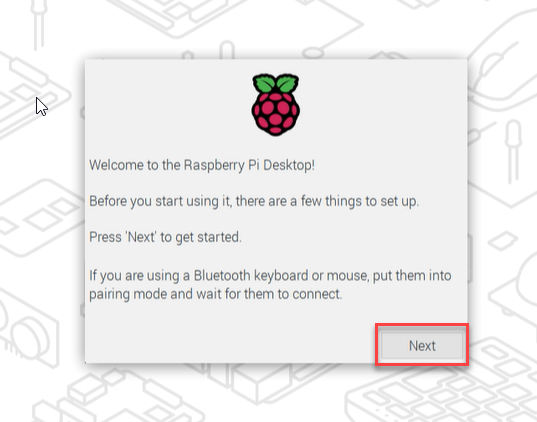 Welcome to the Raspberry Pi Desktop!
Before you start using it, there are a few things to set up.
Press 'Next' to get started.
If you are using a Bluetooth keyboard or mouse, put them into
pairing mode and wait for them to connect.
Next